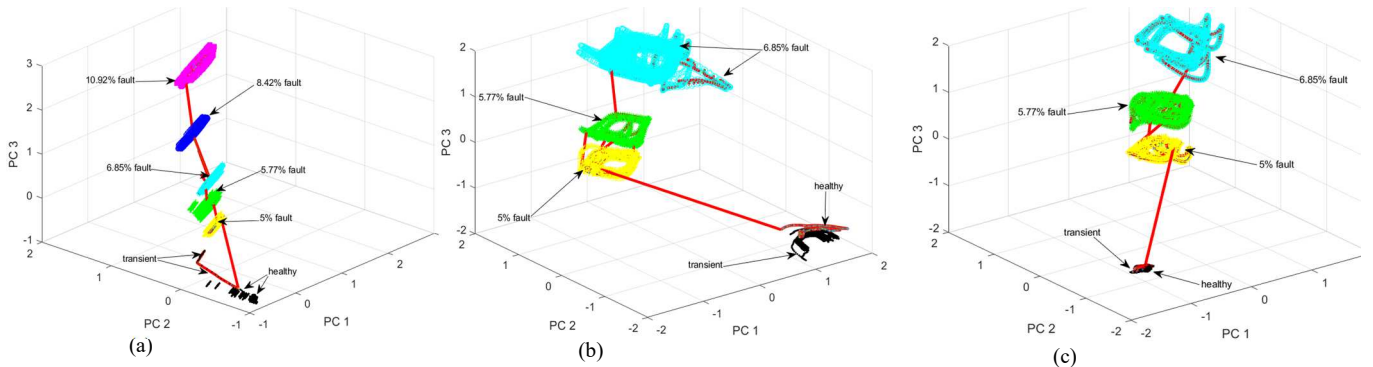 3
2
1
0
-1
PC 3
10.92% fault
8.42% fault
6.85% fault
5.77% fault
5% fault
transient
healthy
2
1
0
-1
PC 2
-1
0
1
2
PC 1
(a)
2
1
0
-1
-2
PC 3
6.85% fault
5.77% fault
5% fault
healthy
transient
2
1
0
-1
-2
PC 2
-2
-1
0
1
2
PC 1
(b)
2
1
0
-1
-2
PC 3
6.85% fault
5.77% fault
5% fault
transient
healthy
2
1
0
-1
-2
PC 2
-2
-1
0
1
PC 1
(c)